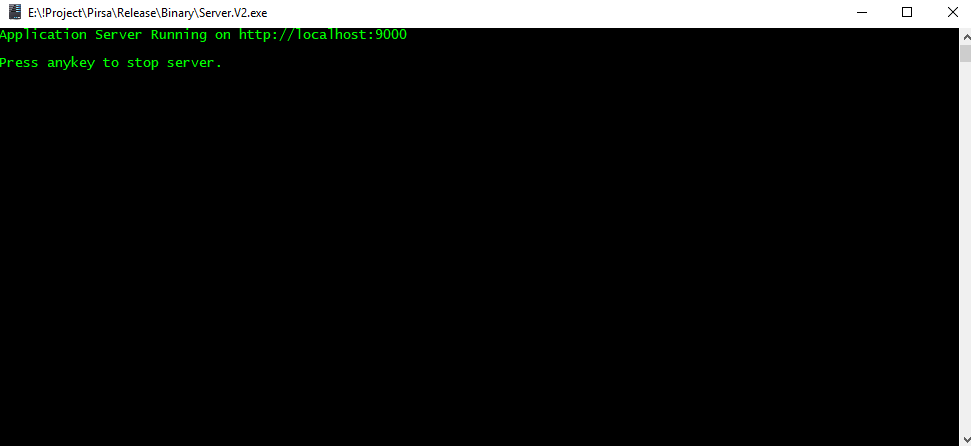 E:\!Project\Pirsa\Release\Binary\Server.V2.exe
Application Server Running on http://localhost:9000
Press anykey to stop server.